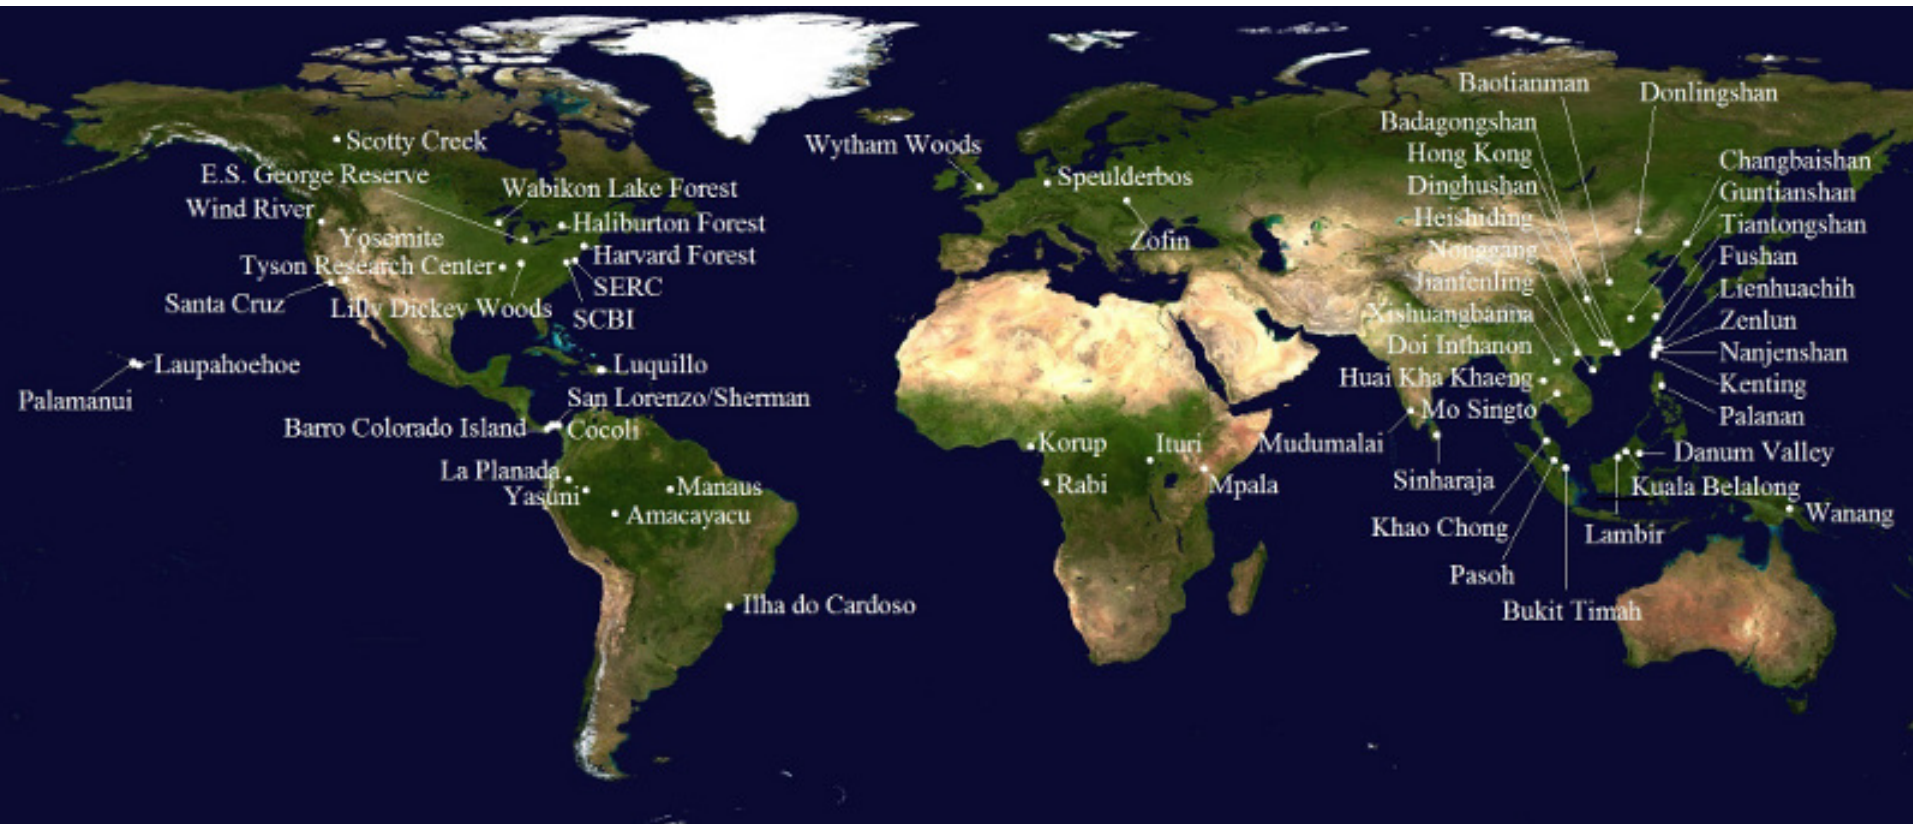 Scotty Creek
E.S. George Reserve
Wabikon Lake Forest
Wind River
Haliburton Forest
Yosemite
Harvard Forest
Tyson Research Center
SERC
Santa Cruz
Lilly Dickey Woods
SCBI
Laupahoehoe
Luquillo
Palamanui
San Lorenzo/Sherman
Barro Colorado Island
Cocoli
La Planada
Yasuni
Manaus
Amacayacu
Ilha do Cardoso
Wytham Woods
Speulderbos
Zofin
Korup
Ituri
Rabi
Mpala
Baotianman
Donlingshan
Badagongshan
Hong Kong
Dinghushan
Heishiding
Nonggang
Jianfenling
Xishuangbanna
Doi Inthanon
Huai Kha Khaeng
Mo Singto
Mudumalai
Sinharaja
Khao Chong
Pasoh
Bukit Timah
Changbaishan
Guntianshan
Tiantongshan
Fushan
Lienhuachih
Zenlun
Nanjenshan
Kenting
Palanan
Danum Valley
Kuala Belalong
Lambir
Wanang